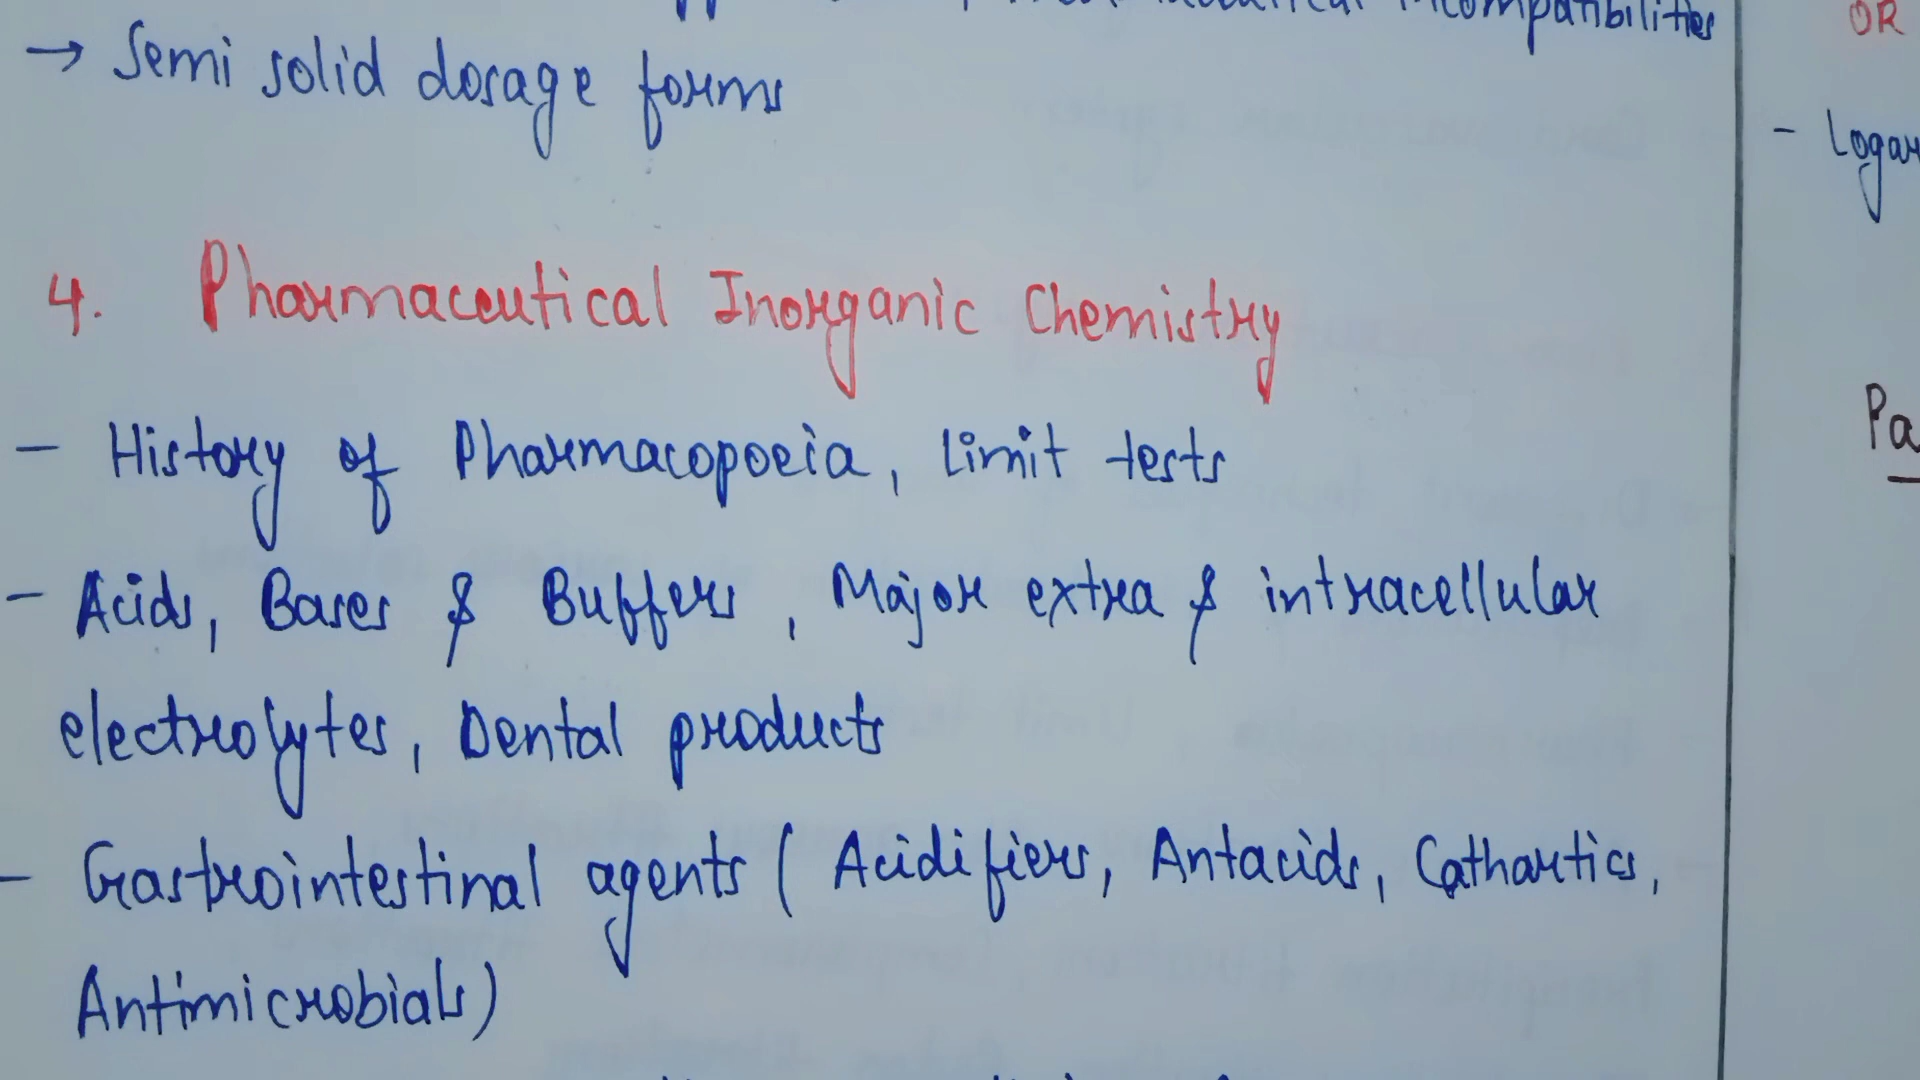 incompatibilities
→ Semi solid dosage forms
4. Pharmaceutical Inorganic Chemistry
- History of Pharmacopoeia, Limit tests
- Acids, Bases & Buffers, Major extra & intracellular
electrolytes, Dental products
- Gastrointestinal agents (Acidifiers, Antacids, Cathartics,
Antimicrobials)
OR
- Logar
Pa